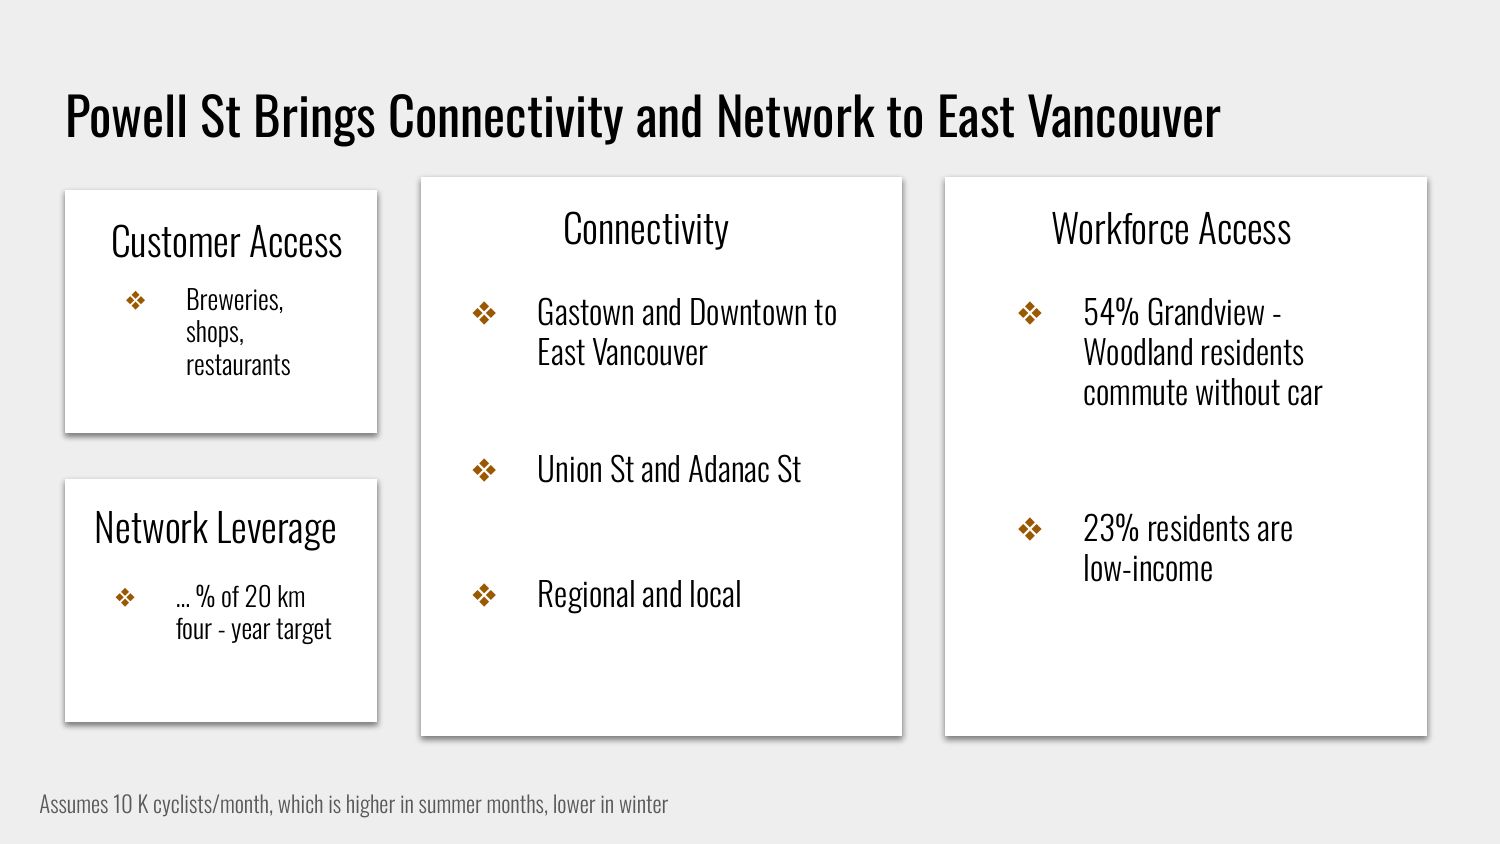 Powell St Brings Connectivity and Network to East Vancouver
Customer Access
❖ Breweries,
shops,
restaurants
Network Leverage
❖ ... % of 20 km
four - year target
Connectivity
❖ Gastown and Downtown to
East Vancouver
❖ Union St and Adanac St
❖ Regional and local
Workforce Access
❖ 54% Grandview -
Woodland residents
commute without car
❖ 23% residents are
low-income
Assumes 10 K cyclists/month, which is higher in summer months, lower in winter